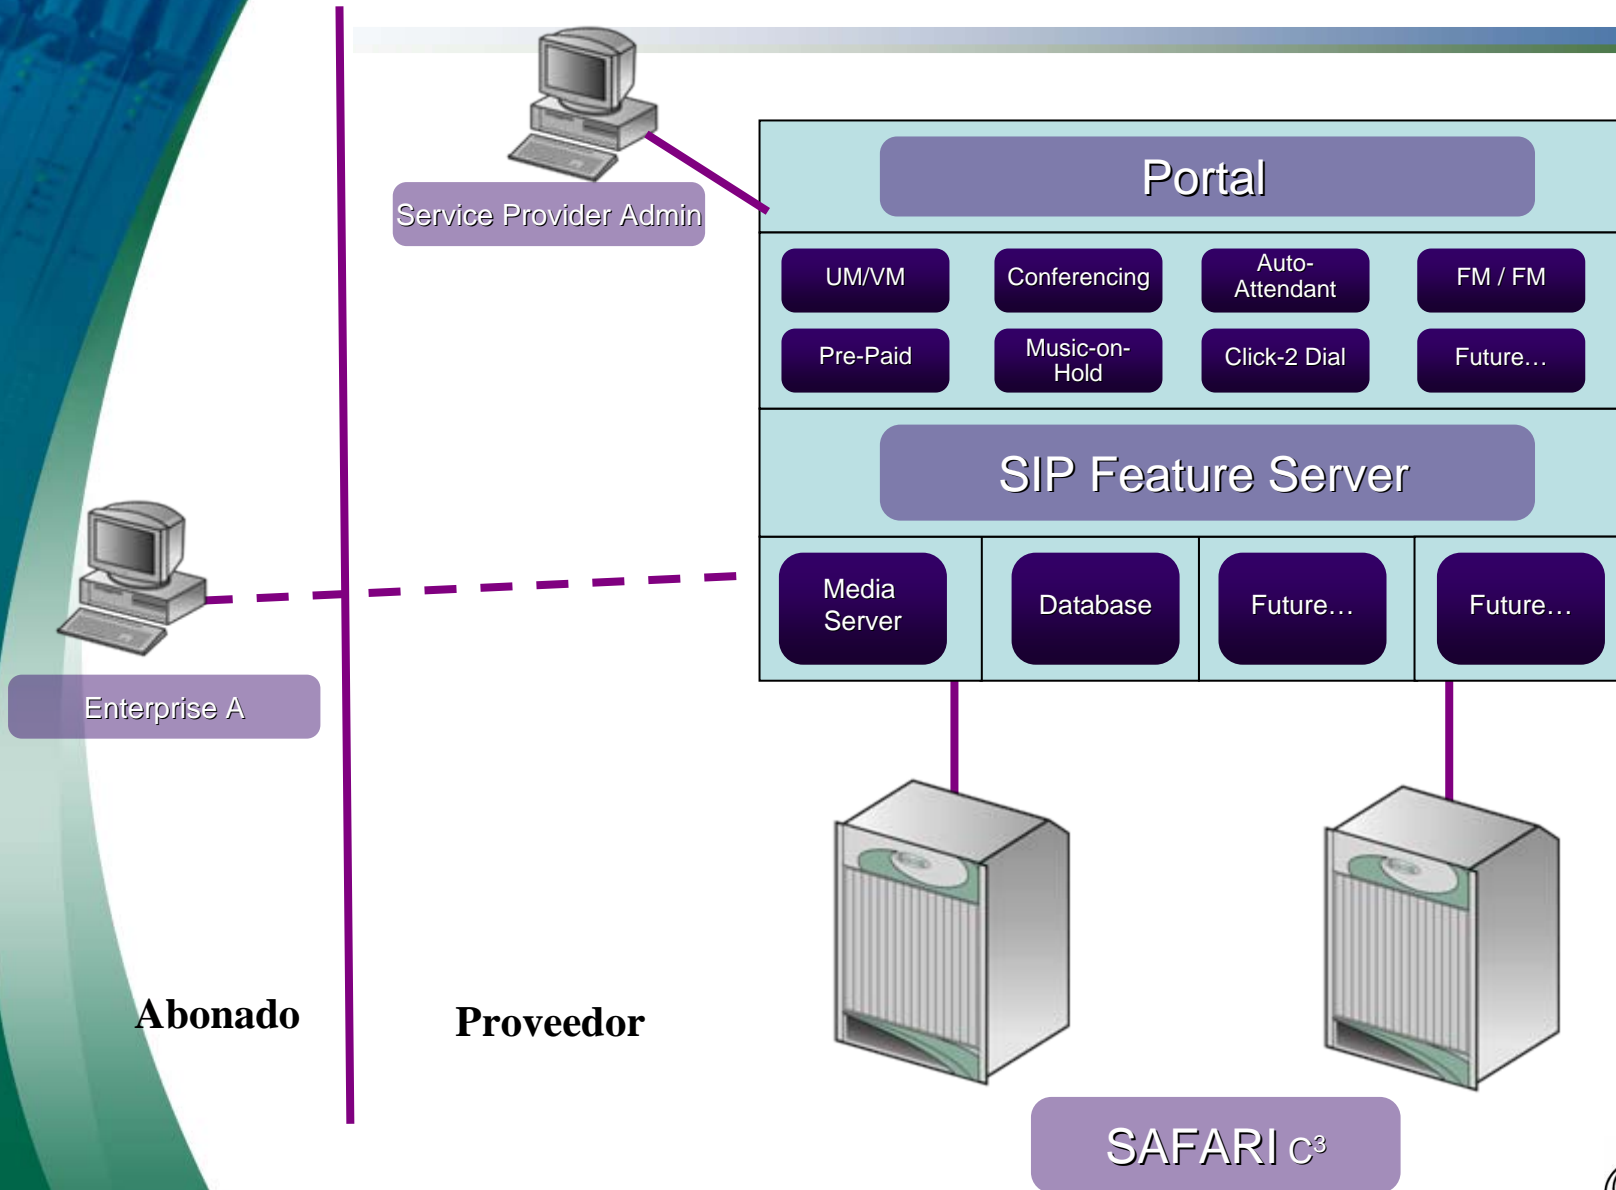 Portal
Service Provider Admin
UM/VM
Conferencing
Auto-
Attendant
FM / FM
Pre-Paid
Music-on-
Hold
Click-2 Dial
Future…
SIP Feature Server
Media
Server
Database
Future…
Future…
Enterprise A
Abonado
Proveedor
SAFARI C³